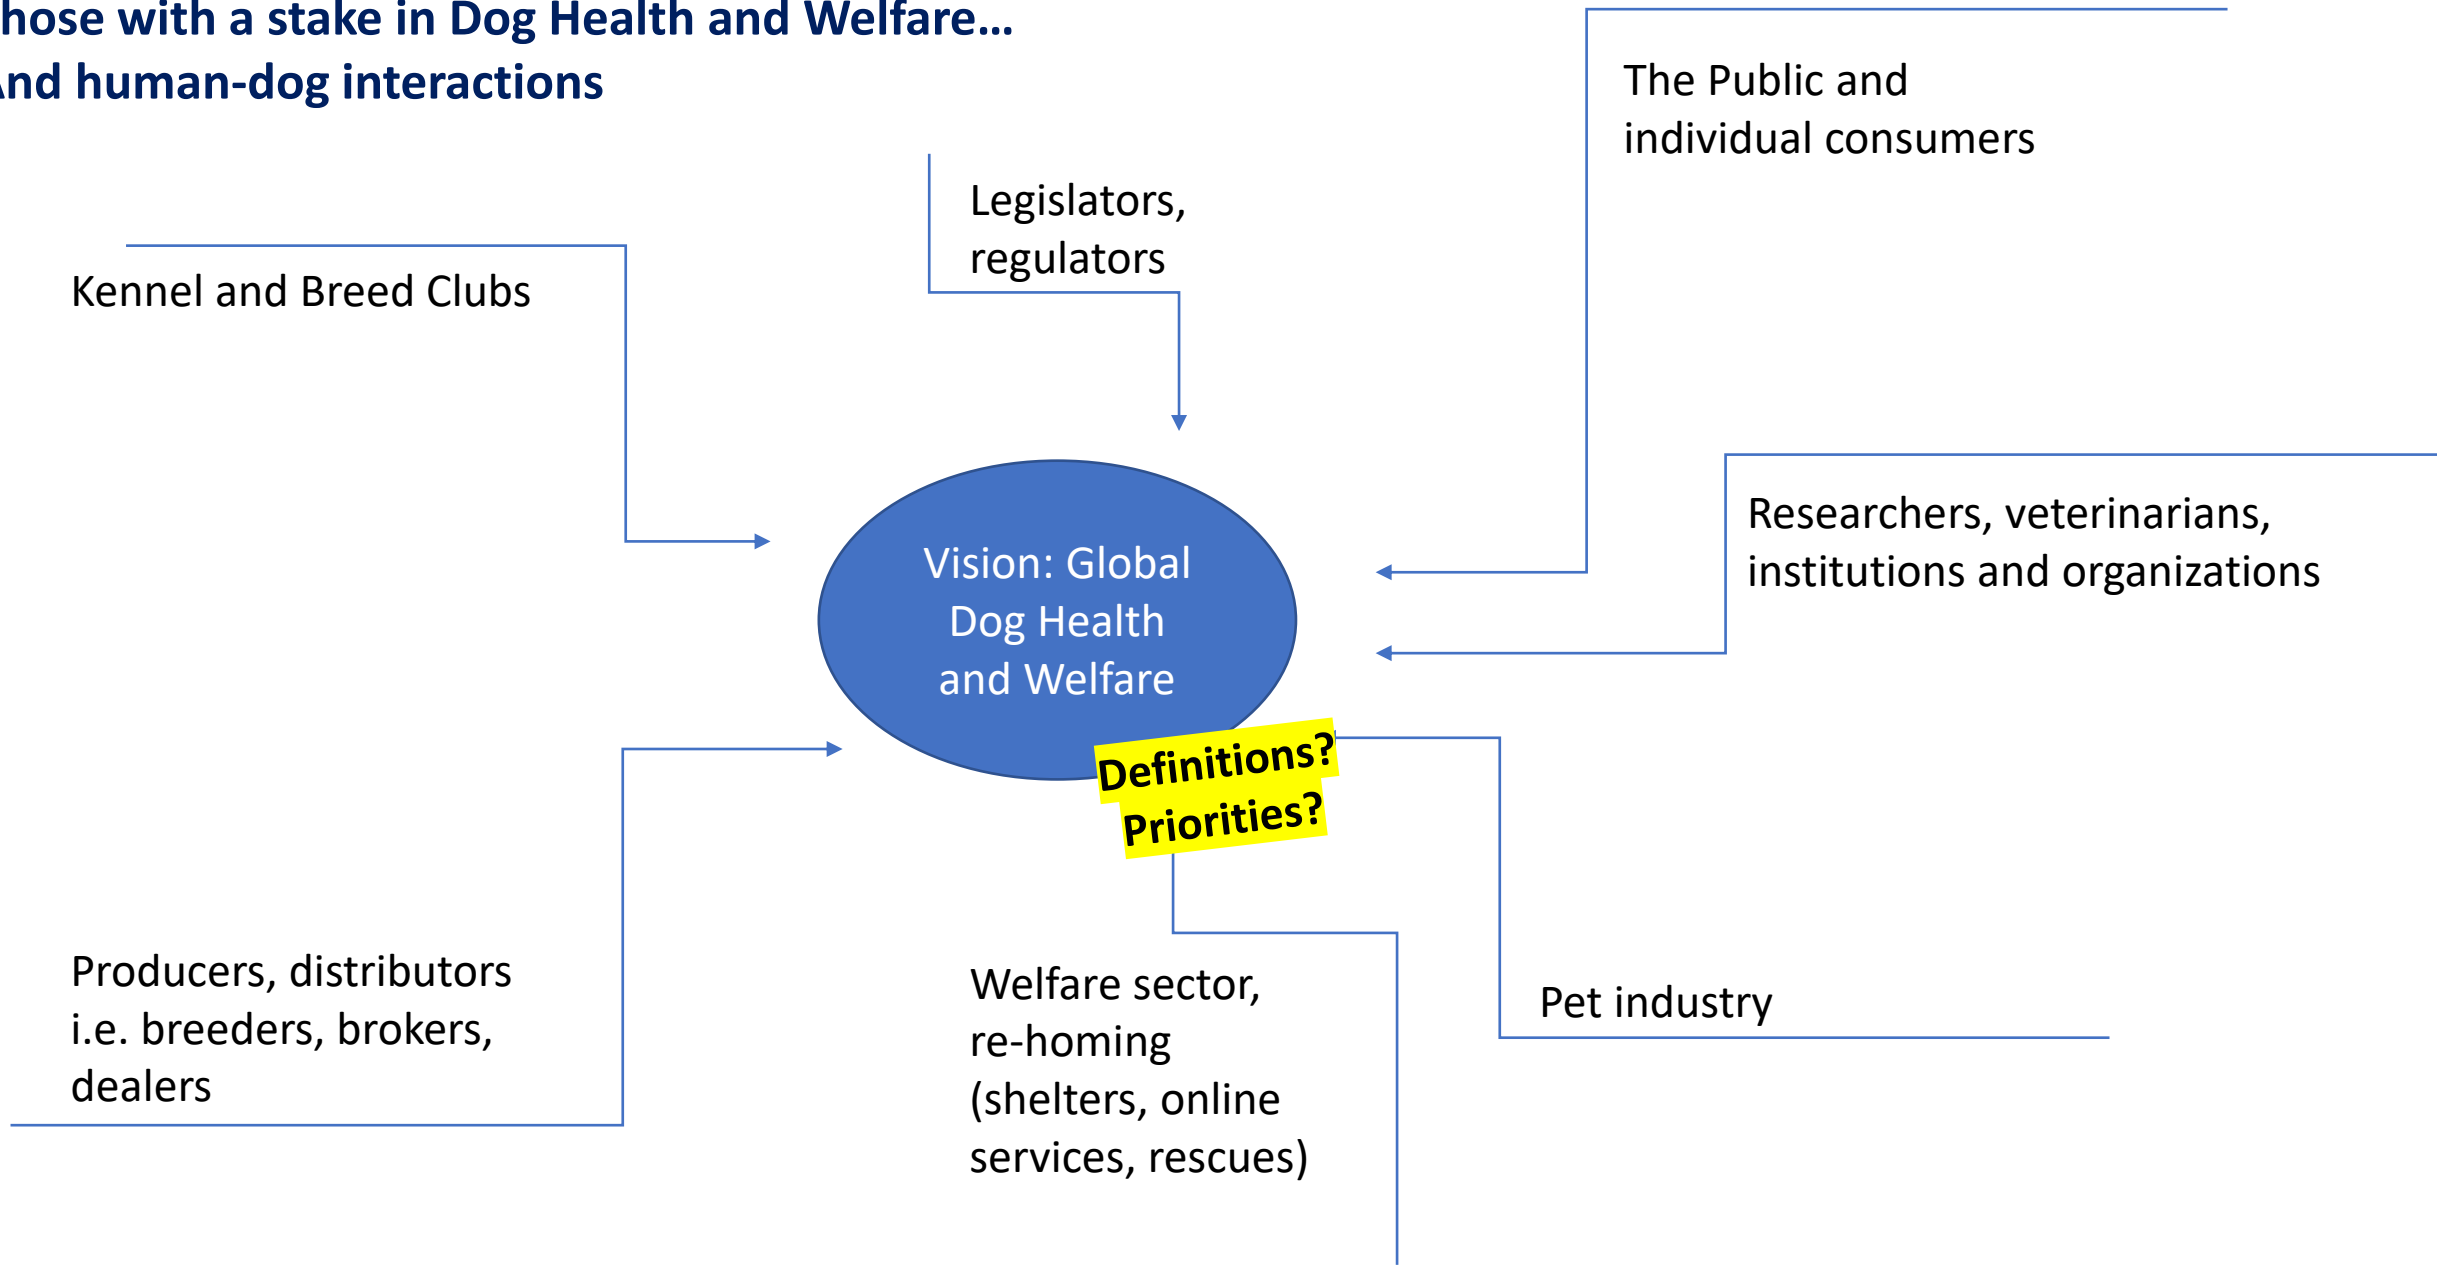 hose with a stake in Dog Health and Welfare...
And human-dog interactions
The Public and
individual consumers
Legislators,
regulators
Kennel and Breed Clubs
Researchers, veterinarians,
institutions and organizations
Vision: Global
Dog Health
and Welfare
Definitions?
Priorities?
Producers, distributors
i.e. breeders, brokers,
dealers
Welfare sector,
re-homing
(shelters, online
services, rescues)
Pet industry